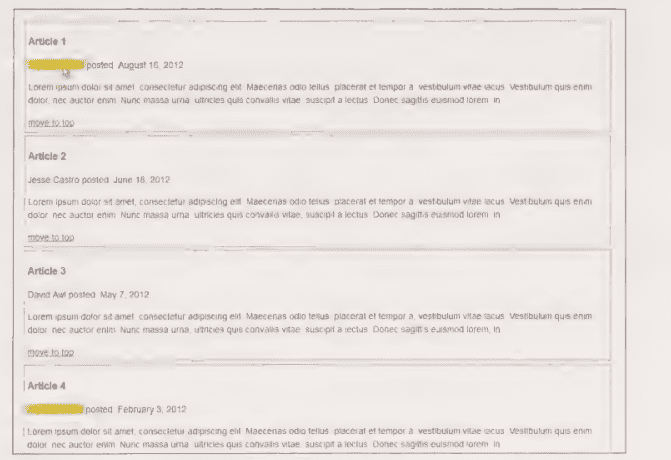 Article 1
posted August 16, 2012
Lorem ipsum dolor sit amet, consectetur adipiscing elit. Maecenas odio tellus, placerat et tempor a, vestibulum vitae lacus. Vestibulum quis enim
dolor, nec auctor enim. Nunc massa urna, ultricies quis convallis vitae, suscipit a lectus. Donec sagittis euismod lorem, in
move to top
Article 2
Jesse Castro posted June 18, 2012
Lorem ipsum dolor sit amet, consectetur adipiscing elit. Maecenas odio tellus, placerat et tempor a, vestibulum vitae lacus. Vestibulum quis enim
dolor, nec auctor enim. Nunc massa urna, ultricies quis convallis vitae, suscipit a lectus. Donec sagittis euismod lorem, in
move to top
Article 3
David Awl posted May 7, 2012
Lorem ipsum dolor sit amet, consectetur adipiscing elit. Maecenas odio tellus, placerat et tempor a, vestibulum vitae lacus. Vestibulum quis enim
dolor, nec auctor enim. Nunc massa urna, ultricies quis convallis vitae, suscipit a lectus. Donec sagittis euismod lorem, in
move to top
Article 4
posted February 3, 2012
Lorem ipsum dolor sit amet, consectetur adipiscing elit. Maecenas odio tellus, placerat et tempor a, vestibulum vitae lacus. Vestibulum quis enim
dolor, nec auctor enim. Nunc massa urna, ultricies quis convallis vitae, suscipit a lectus. Donec sagittis euismod lorem, in